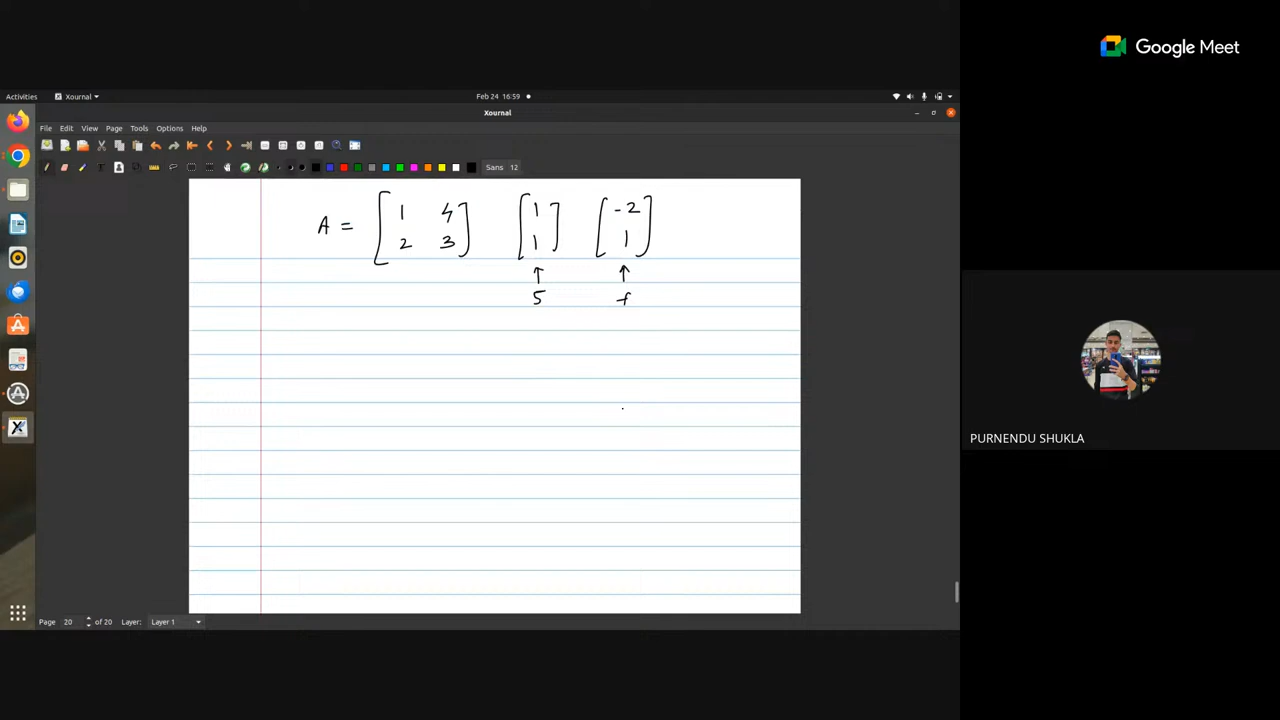 Google Meet
Activities Xournal Feb 24 16:59
Xournal
File Edit View Page Tools Options Help
Sans 12
A = [1 4 [1 [-2
2 3] 1] 1]
↑ ↑
5 -1
PURNENDU SHUKLA
Page 20 of 20 Layer: Layer 1